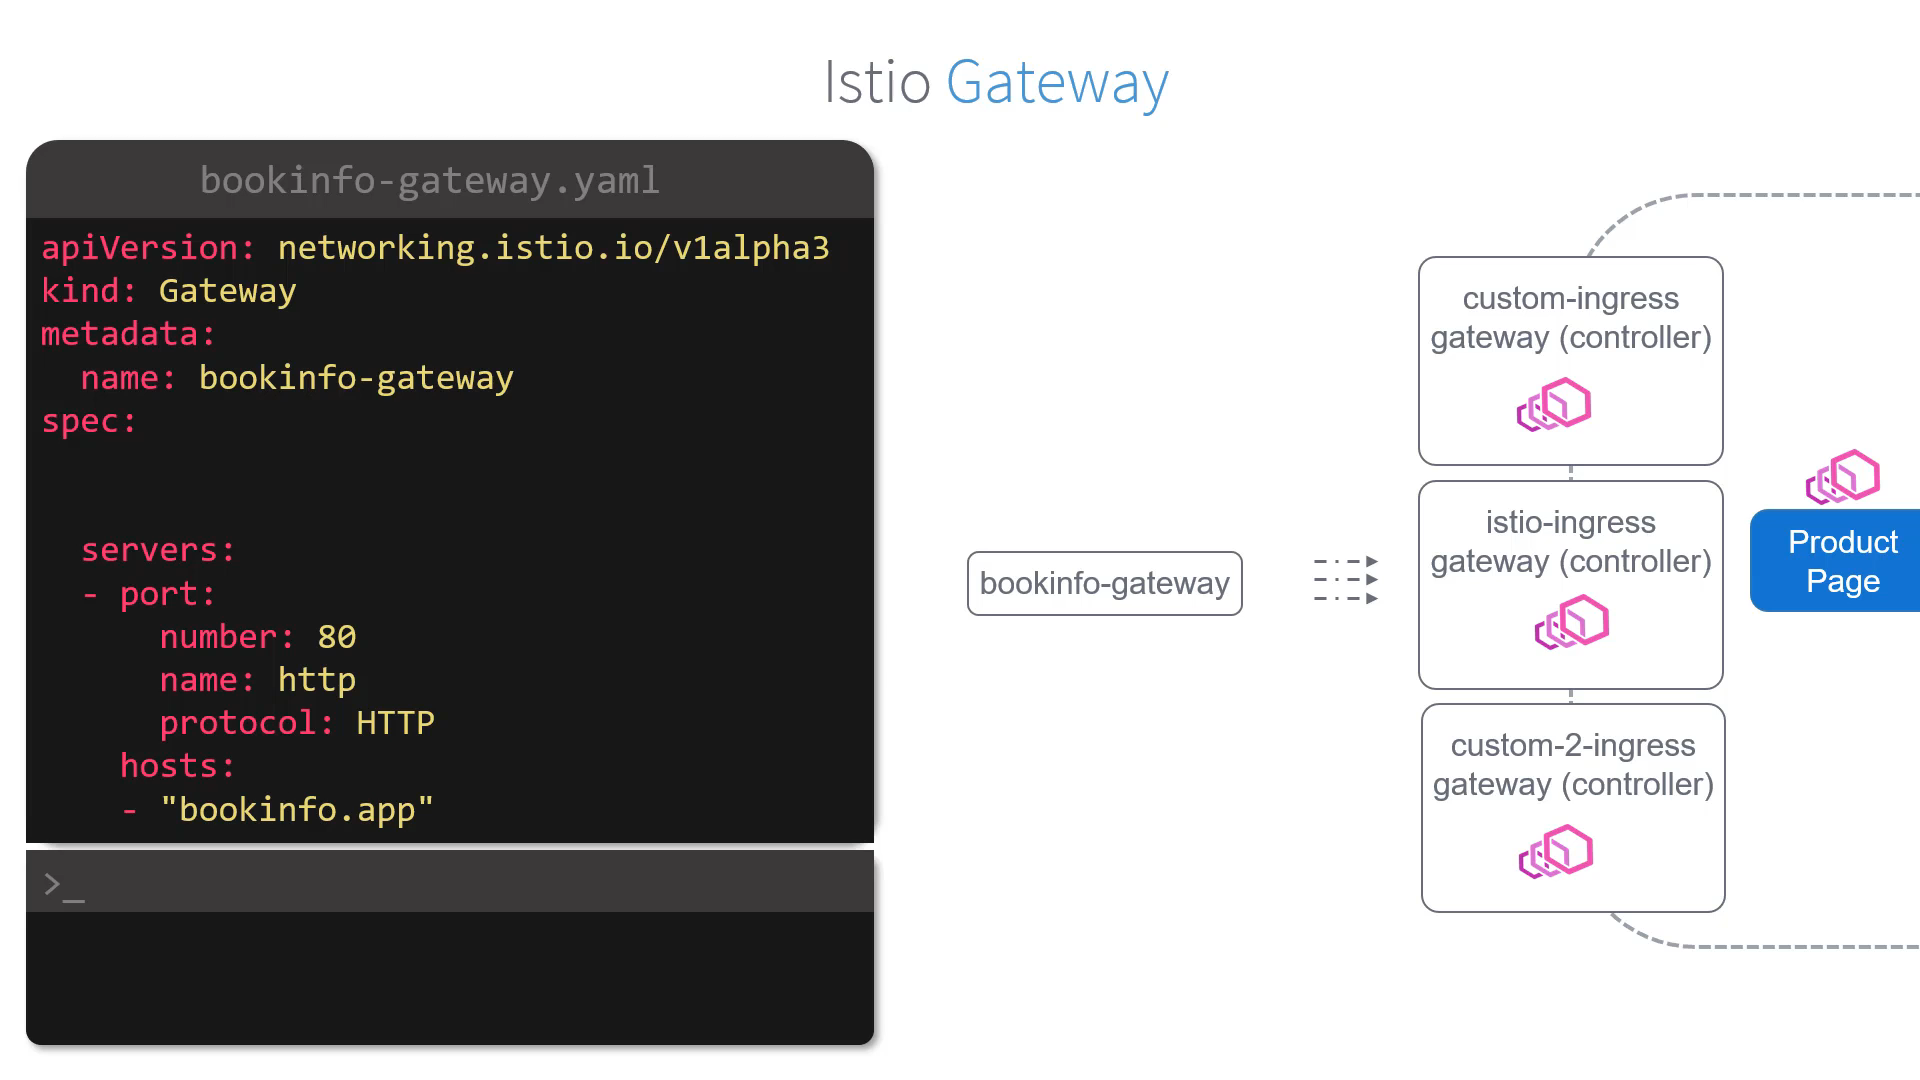 Istio Gateway
bookinfo-gateway.yaml
apiVersion: networking.istio.io/v1alpha3
kind: Gateway
metadata:
  name: bookinfo-gateway
spec:
  servers:
  - port:
      number: 80
      name: http
      protocol: HTTP
    hosts:
    - "bookinfo.app"
>_
bookinfo-gateway
custom-ingress
gateway (controller)
istio-ingress
gateway (controller)
custom-2-ingress
gateway (controller)
Product
Page